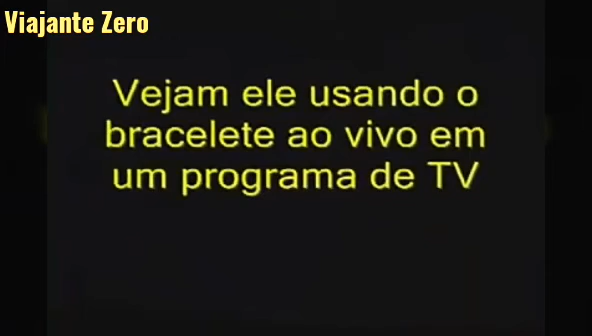 Viajante Zero
Vejam ele usando o
bracelete ao vivo em
um programa de TV